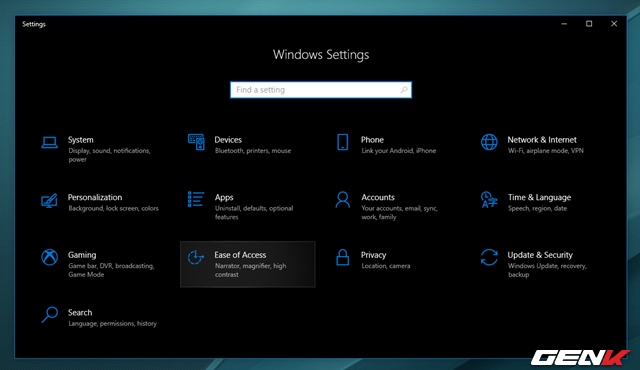 Settings
Windows Settings
Find a setting
System
Display, sound, notifications,
power
Devices
Bluetooth, printers, mouse
Phone
Link your Android, iPhone
Network & Internet
Wi-Fi, airplane mode, VPN
Personalization
Background, lock screen, colors
Apps
Uninstall, defaults, optional
features
Accounts
Your accounts, email, sync,
work, family
Time & Language
Speech, region, date
Gaming
Game bar, DVR, broadcasting,
Game Mode
Ease of Access
Narrator, magnifier, high
contrast
Privacy
Location, camera
Update & Security
Windows Update, recovery,
backup
Search
Language, permissions, history
GENK